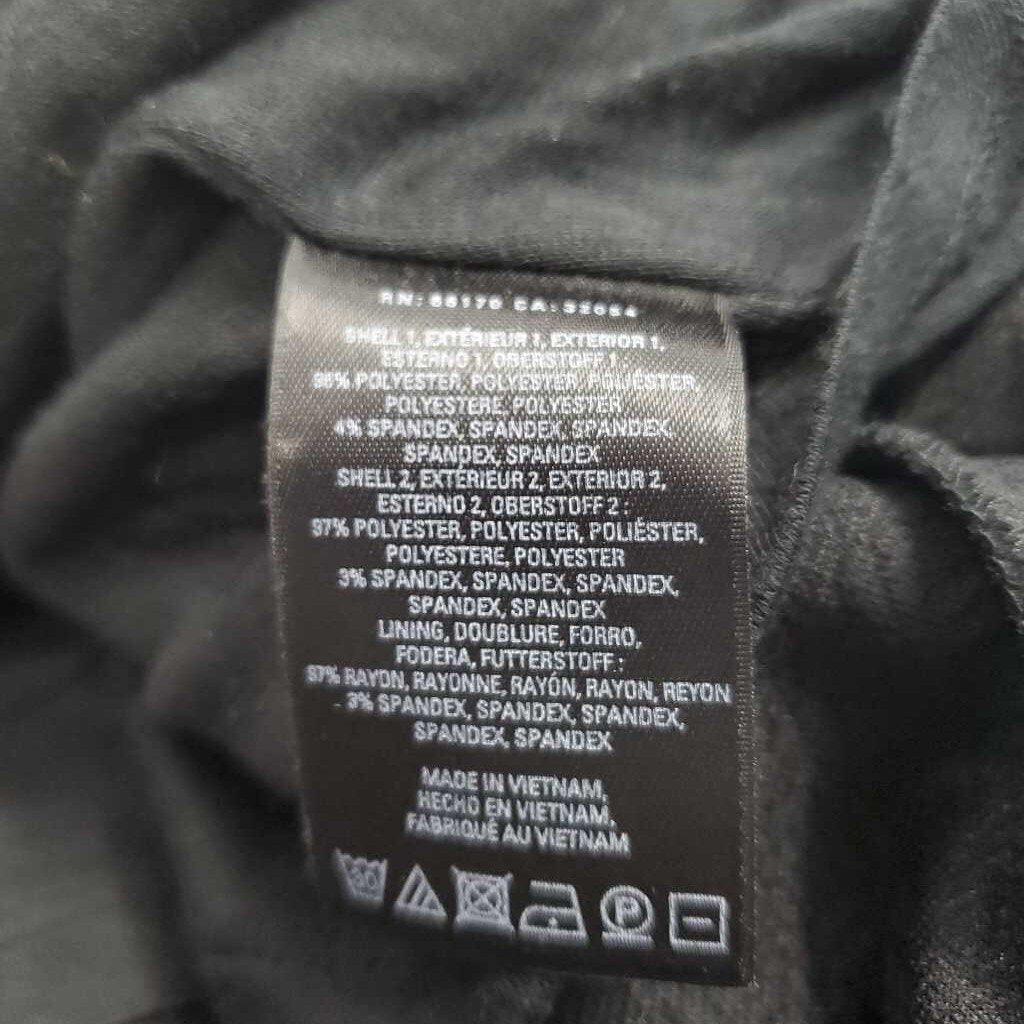 RN: 88170 CA: 32054
SHELL 1, EXTÉRIEUR 1, EXTERIOR 1,
ESTERNO 1, OBERSTOFF 1
96% POLYESTER, POLYESTER, POLIÉSTER,
POLYESTERE, POLYESTER
4% SPANDEX, SPANDEX, SPANDEX,
SPANDEX, SPANDEX
SHELL 2, EXTÉRIEUR 2, EXTERIOR 2,
ESTERNO 2, OBERSTOFF 2 :
97% POLYESTER, POLYESTER, POLIÉSTER,
POLYESTERE, POLYESTER
3% SPANDEX, SPANDEX, SPANDEX,
SPANDEX, SPANDEX
LINING, DOUBLURE, FORRO,
FODERA, FUTTERSTOFF :
97% RAYON, RAYONNE, RAYÓN, RAYON, REYON
3% SPANDEX, SPANDEX, SPANDEX,
SPANDEX, SPANDEX
MADE IN VIETNAM,
HECHO EN VIETNAM,
FABRIQUÉ AU VIETNAM
30 P